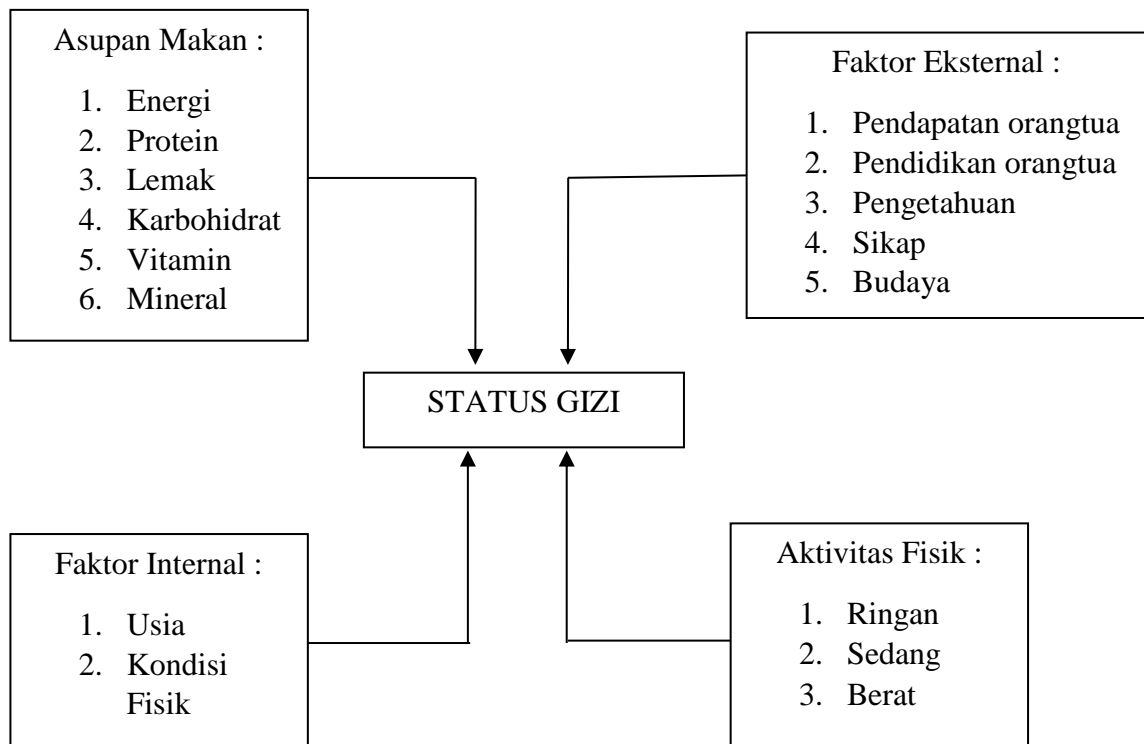 Asupan Makan :
1. Energi
2. Protein
3. Lemak
4. Karbohidrat
5. Vitamin
6. Mineral
Faktor Eksternal :
1. Pendapatan orangtua
2. Pendidikan orangtua
3. Pengetahuan
4. Sikap
5. Budaya
STATUS GIZI
Faktor Internal :
1. Usia
2. Kondisi
Fisik
Aktivitas Fisik :
1. Ringan
2. Sedang
3. Berat